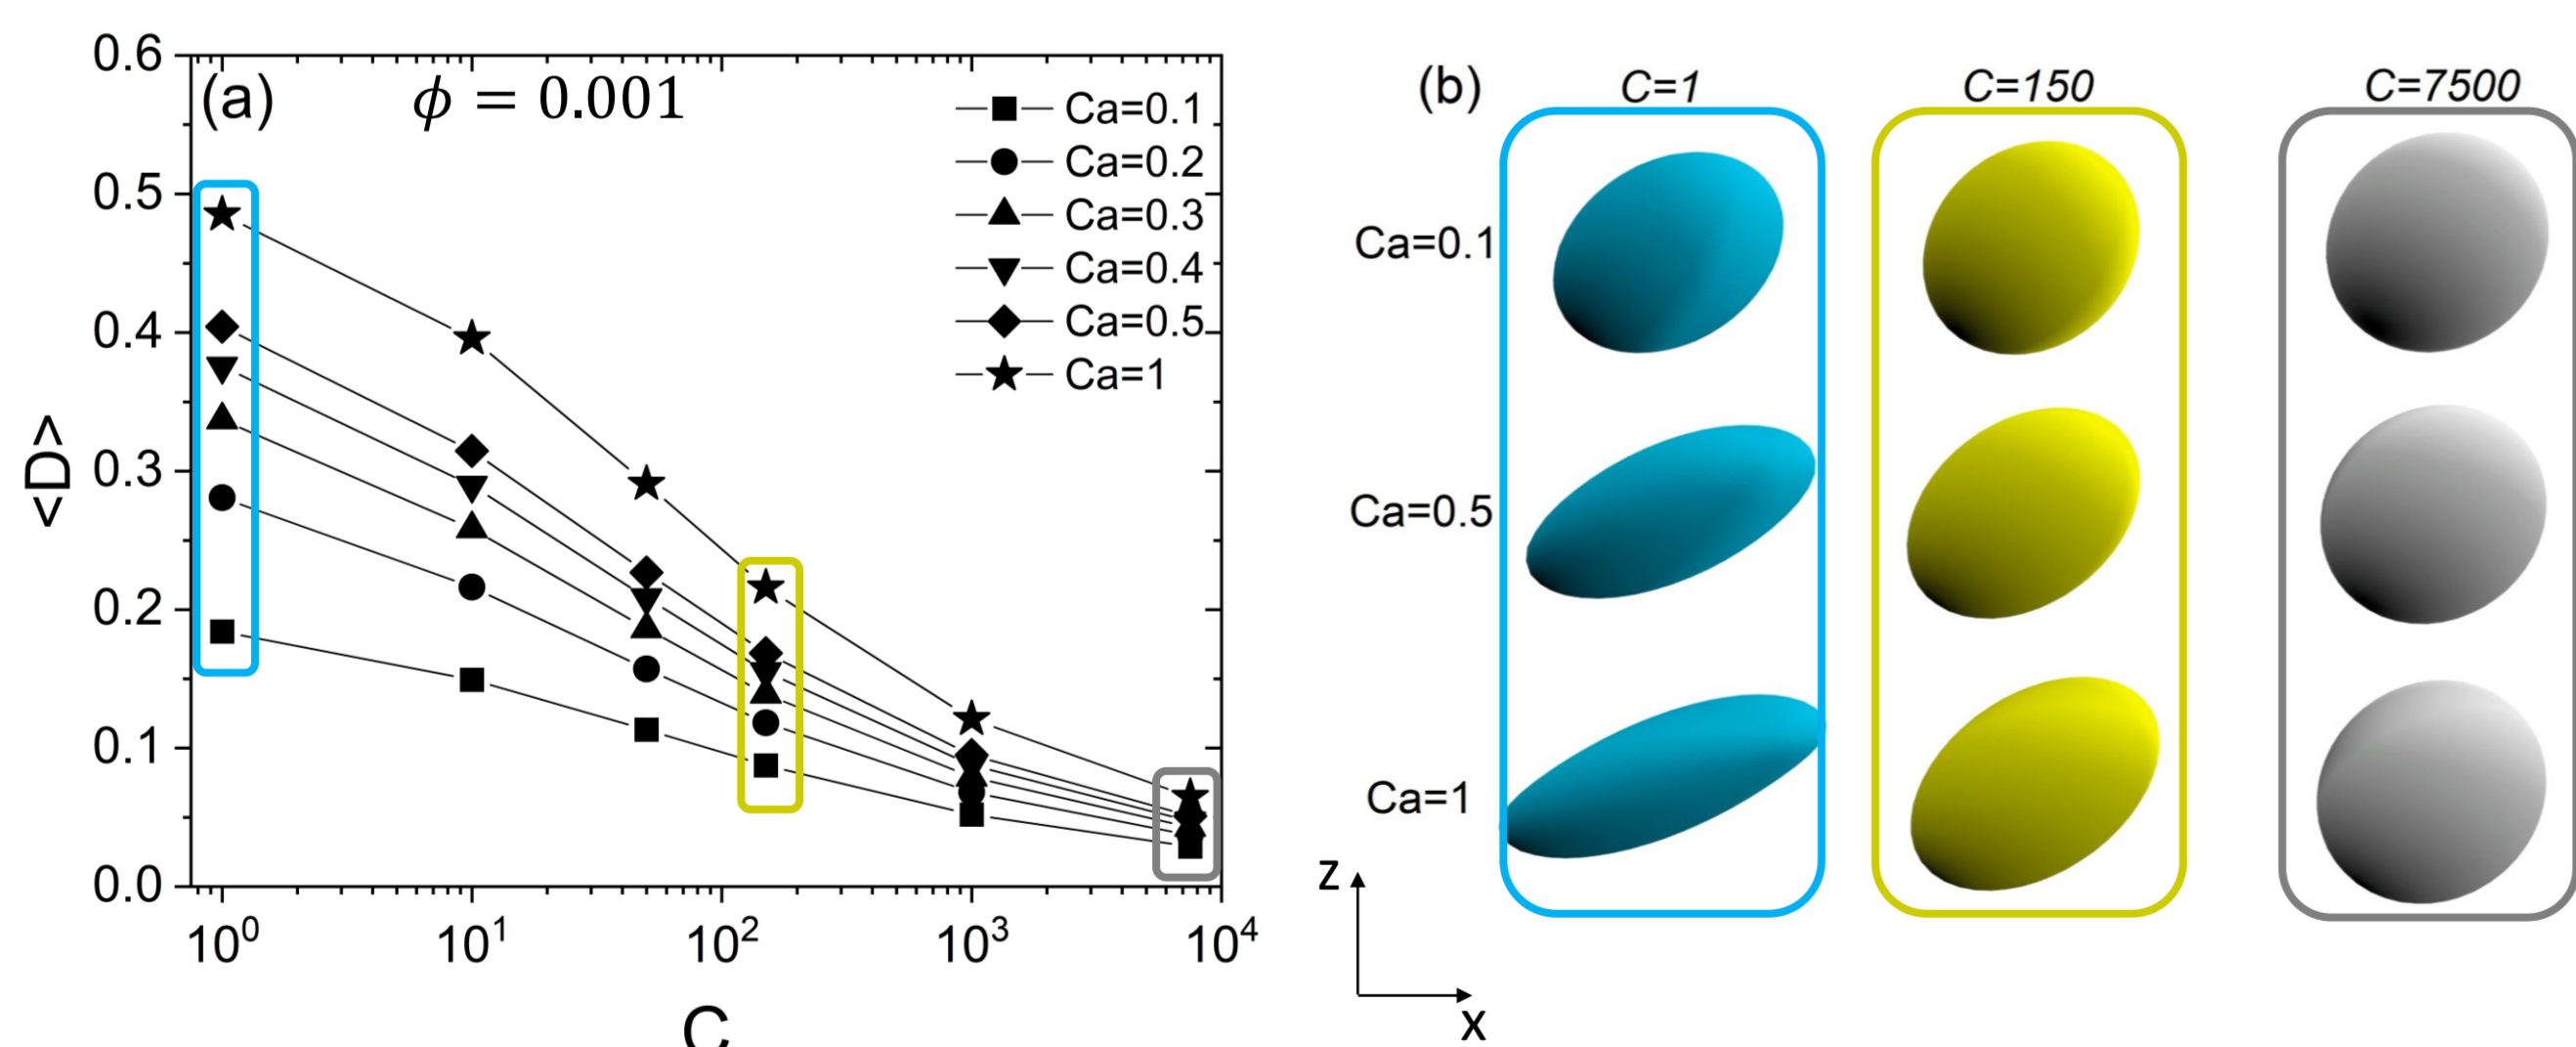 (a) ϕ = 0.001
Ca=0.1
Ca=0.2
Ca=0.3
Ca=0.4
Ca=0.5
Ca=1
<D>
0.6
0.5
0.4
0.3
0.2
0.1
0.0
10⁰ 10¹ 10² 10³ 10⁴
C
(b) C=1 C=150 C=7500
Ca=0.1
Ca=0.5
Ca=1
z
x